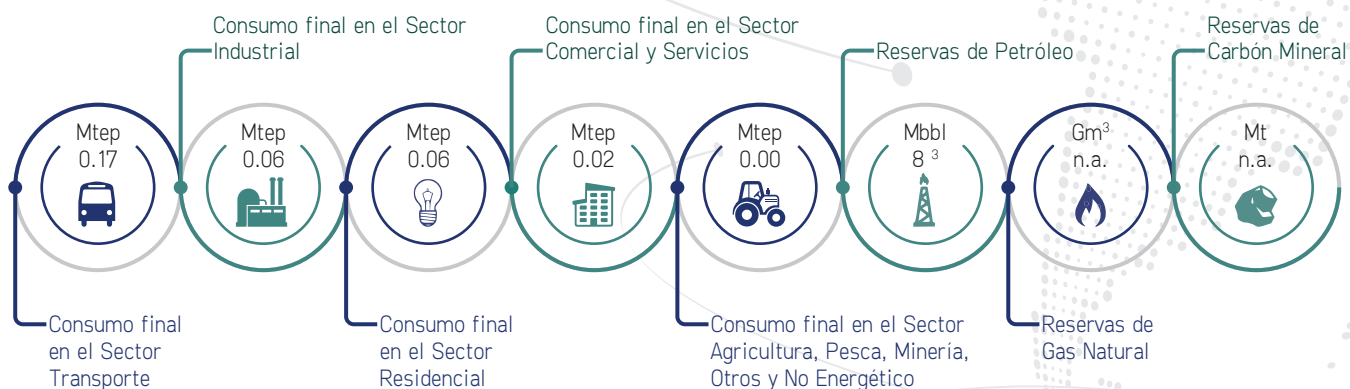 Consumo final en el Sector
Industrial
Consumo final en el Sector
Comercial y Servicios
Reservas de Petróleo
Reservas de
Carbón Mineral
Mtep
0.17
Mtep
0.06
Mtep
0.06
Mtep
0.02
Mtep
0.00
Mbbl
8 ³
Gm³
n.a.
Mt
n.a.
Consumo final
en el Sector
Transporte
Consumo final
en el Sector
Residencial
Consumo final en el Sector
Agricultura, Pesca, Minería,
Otros y No Energético
Reservas de
Gas Natural